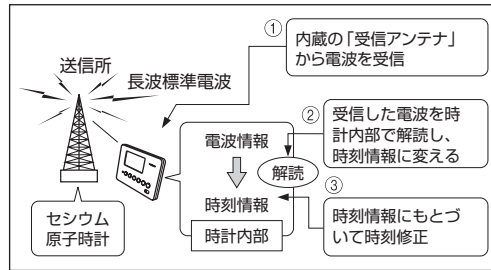 ①
内蔵の「受信アンテナ」
から電波を受信
送信所
長波標準電波
②
受信した電波を時
計内部で解読し、
時刻情報に変える
電波情報
解読
③
時刻情報
時刻情報にもとづ
いて時刻修正
セシウム
原子時計
時計内部